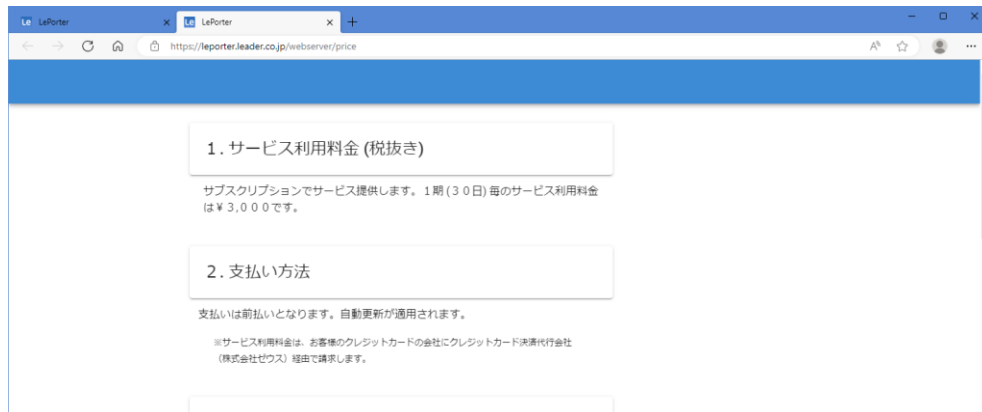 Le LePorter
Le LePorter
https://leporter.leader.co.jp/webserver/price
1. サービス利用料金 (税抜き)
サブスクリプションでサービス提供します。１期(３０日)毎のサービス利用料金
は￥３,０００です。
2. 支払い方法
支払いは前払いとなります。自動更新が適用されます。
※サービス利用料金は、お客様のクレジットカードの会社にクレジットカード決済代行会社
（株式会社ゼウス）経由で請求します。